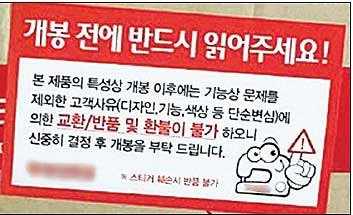 개봉 전에 반드시 읽어주세요!
본 제품의 특성상 개봉 이후에는 기능상 문제를
제외한 고객사유(디자인,기능,색상 등 단순변심)에
의한 교환/반품 및 환불이 불가 하오니
신중히 결정 후 개봉을 부탁 드립니다.
※ 스티커 훼손시 반품 불가